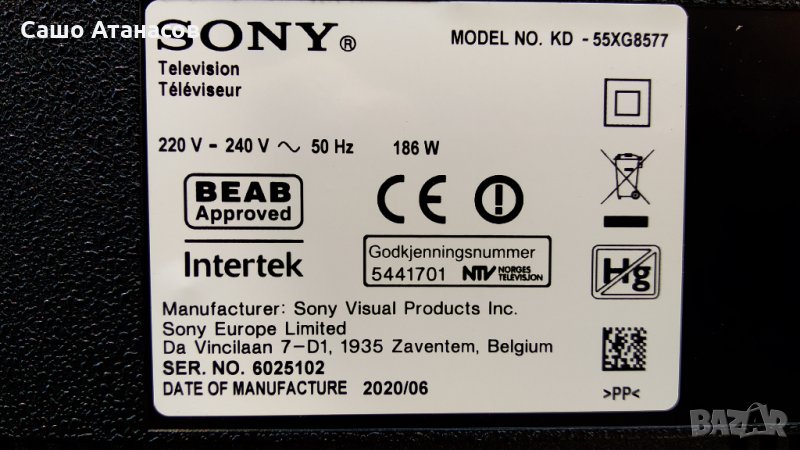 Сашо Атанасов
SONY®
MODEL NO. KD - 55XG8577
Television
Téléviseur
220 V - 240 V ~ 50 Hz 186 W
BEAB
Approved
CE
Intertek
Godkjenningsnummer
5441701 NTV NORGES
TELEVISJON
Hg
Manufacturer: Sony Visual Products Inc.
Sony Europe Limited
Da Vincilaan 7-D1, 1935 Zaventem, Belgium
SER. NO. 6025102
DATE OF MANUFACTURE 2020/06
>PP<
BAZAR